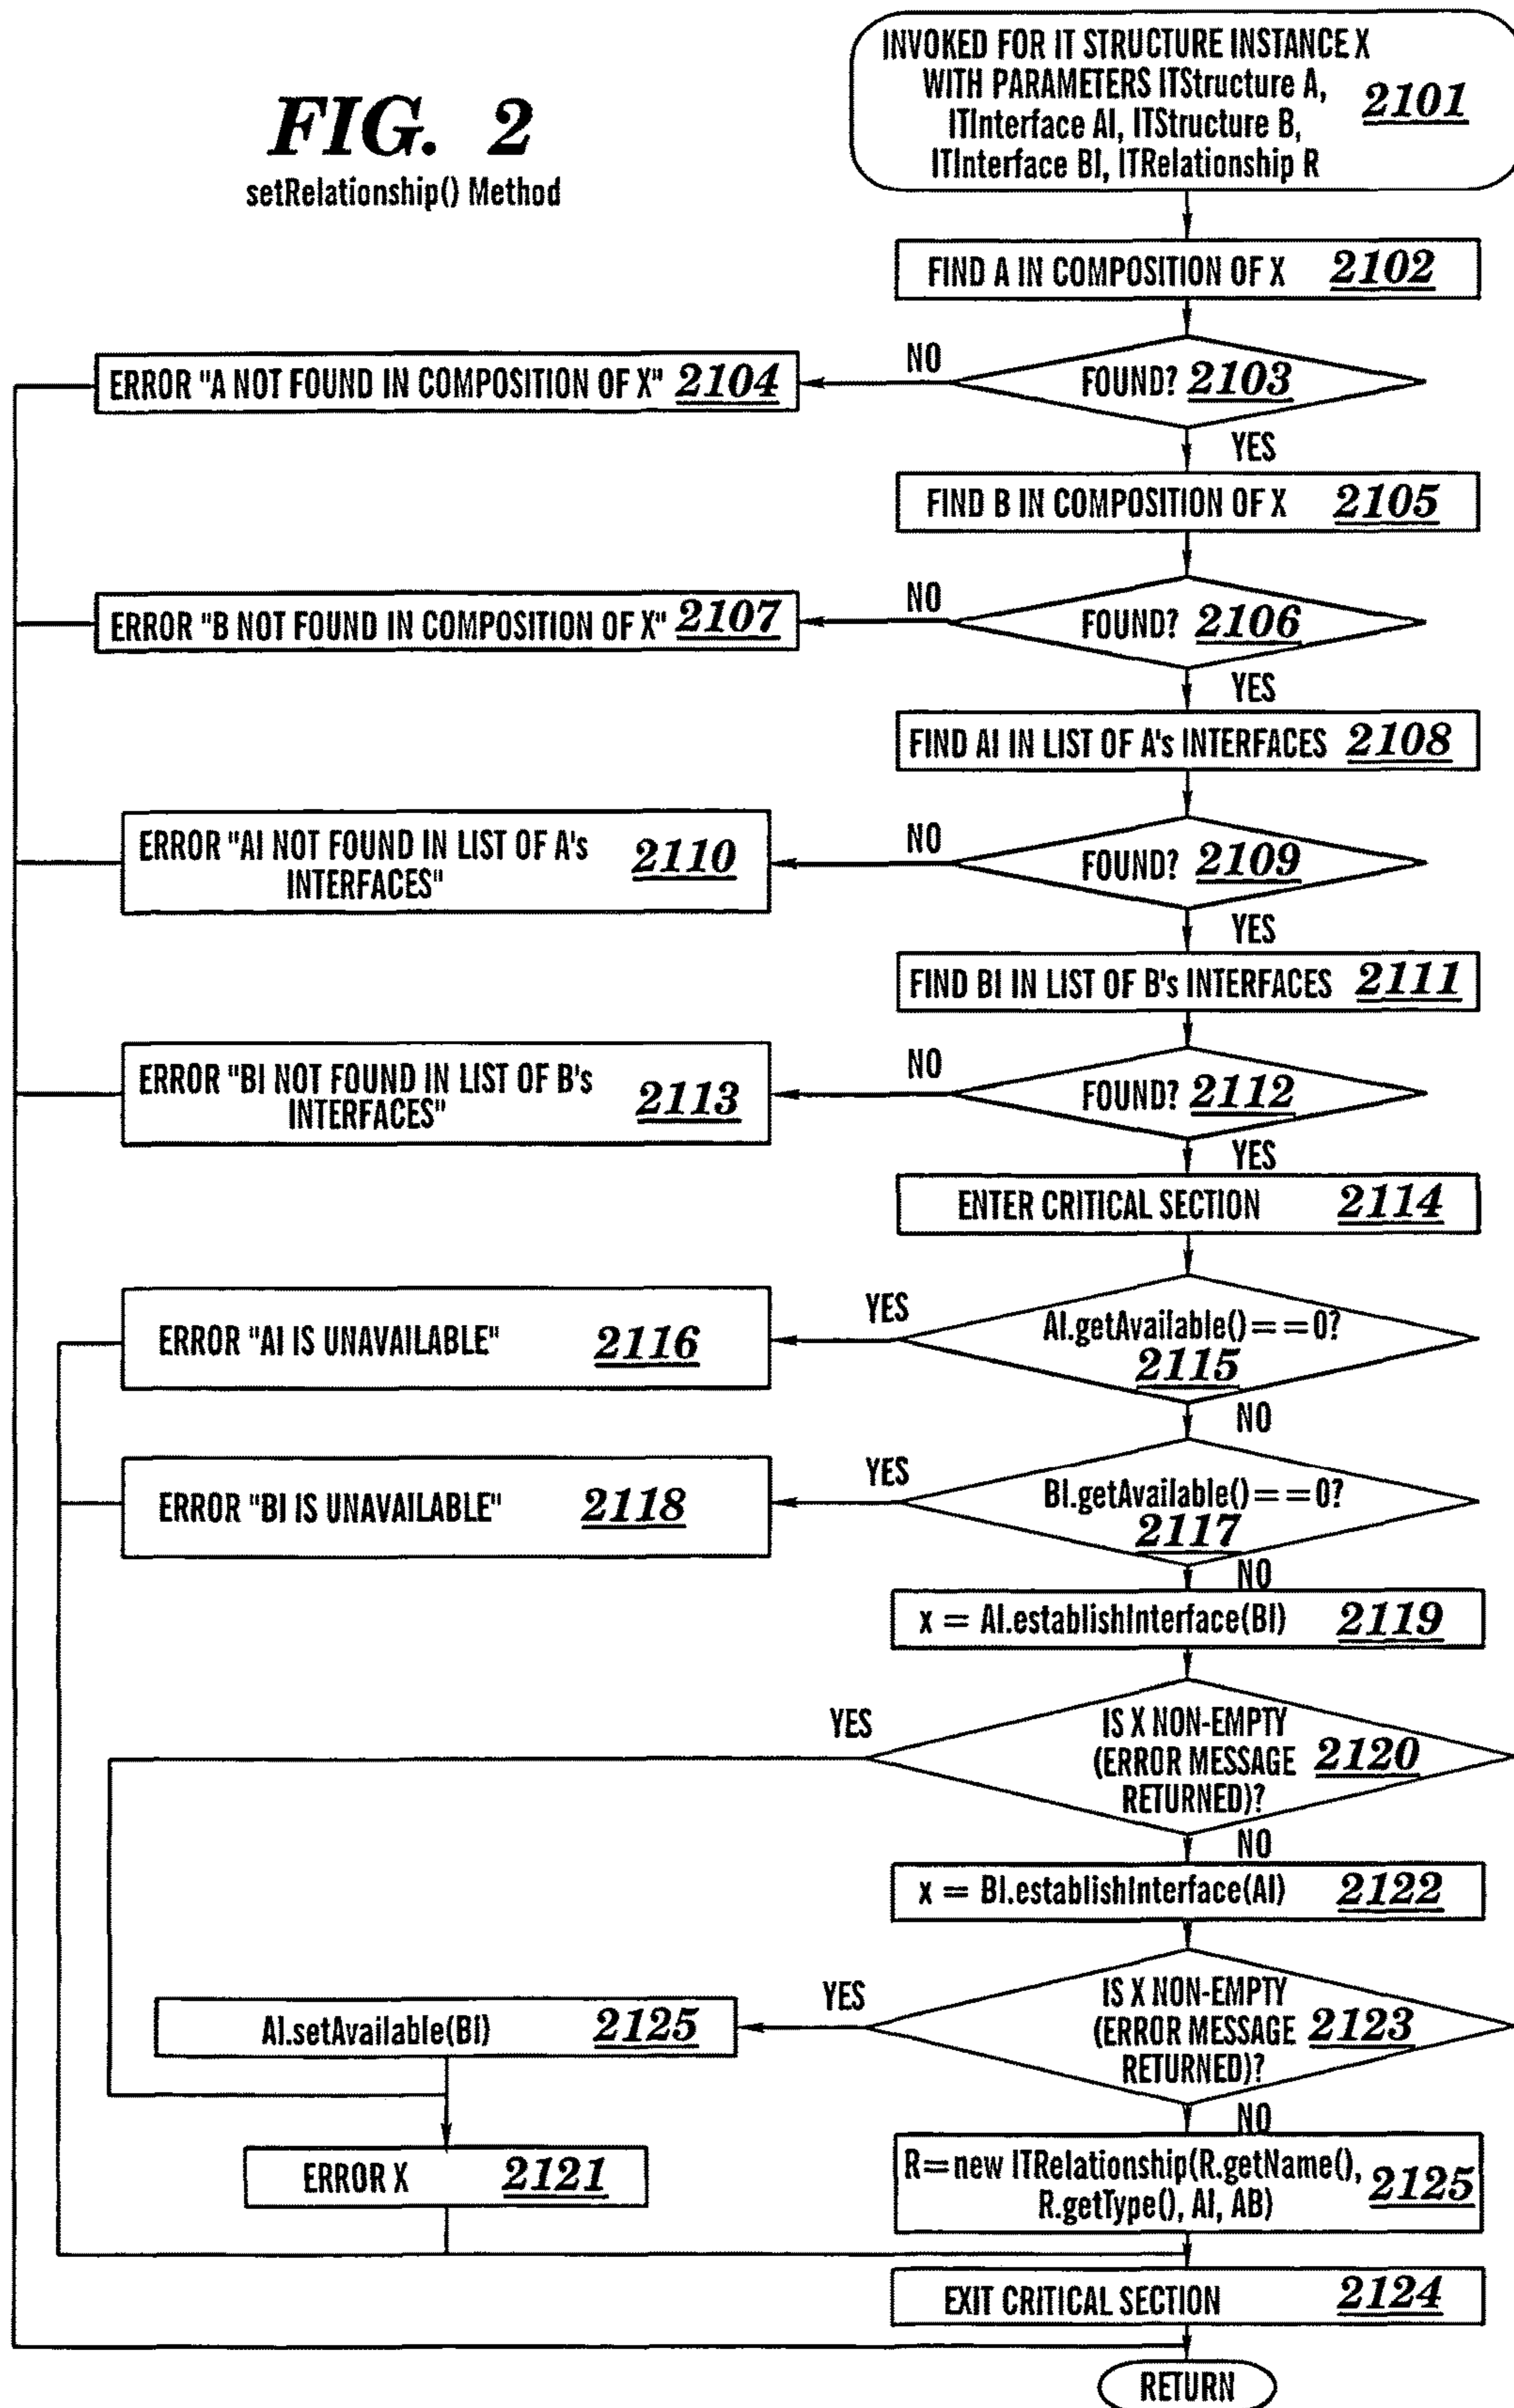 FIG. 2
setRelationship() Method
INVOKED FOR IT STRUCTURE INSTANCE X
WITH PARAMETERS ITStructure A,
ITInterface AI, ITStructure B,
ITInterface BI, ITRelationship R
2101
FIND A IN COMPOSITION OF X 2102
FOUND? 2103
NO
ERROR "A NOT FOUND IN COMPOSITION OF X" 2104
YES
FIND B IN COMPOSITION OF X 2105
FOUND? 2106
NO
ERROR "B NOT FOUND IN COMPOSITION OF X" 2107
YES
FIND AI IN LIST OF A's INTERFACES 2108
FOUND? 2109
NO
ERROR "AI NOT FOUND IN LIST OF A's
INTERFACES"
2110
YES
FIND BI IN LIST OF B's INTERFACES 2111
FOUND? 2112
NO
ERROR "BI NOT FOUND IN LIST OF B's
INTERFACES"
2113
YES
ENTER CRITICAL SECTION 2114
AI.getAvailable()==0?
2115
YES
ERROR "AI IS UNAVAILABLE" 2116
NO
BI.getAvailable()==0?
2117
YES
ERROR "BI IS UNAVAILABLE" 2118
NO
x = AI.establishInterface(BI) 2119
IS X NON-EMPTY
(ERROR MESSAGE 2120
RETURNED)?
YES
NO
x = BI.establishInterface(AI) 2122
IS X NON-EMPTY
(ERROR MESSAGE 2123
RETURNED)?
YES
AI.setAvailable(BI) 2125
NO
ERROR X 2121
R=new ITRelationship(R.getName(),
R.getType(), AI, AB)
2125
EXIT CRITICAL SECTION 2124
RETURN